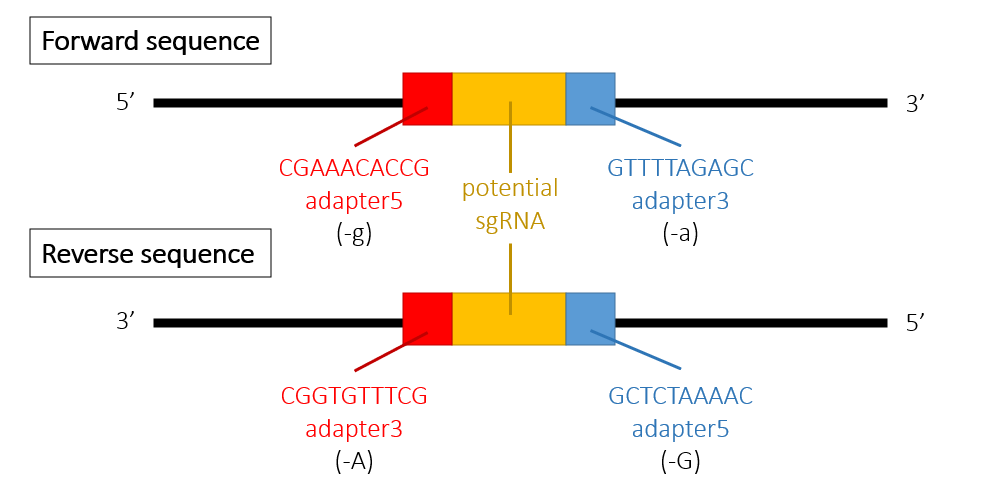 Forward sequence
5’
3’
CGAAACACCG
adapter5
(-g)
potential
sgRNA
GTTTTAGAGC
adapter3
(-a)
Reverse sequence
3’
5’
CGGTGTTTCG
adapter3
(-A)
GCTCTAAAAC
adapter5
(-G)